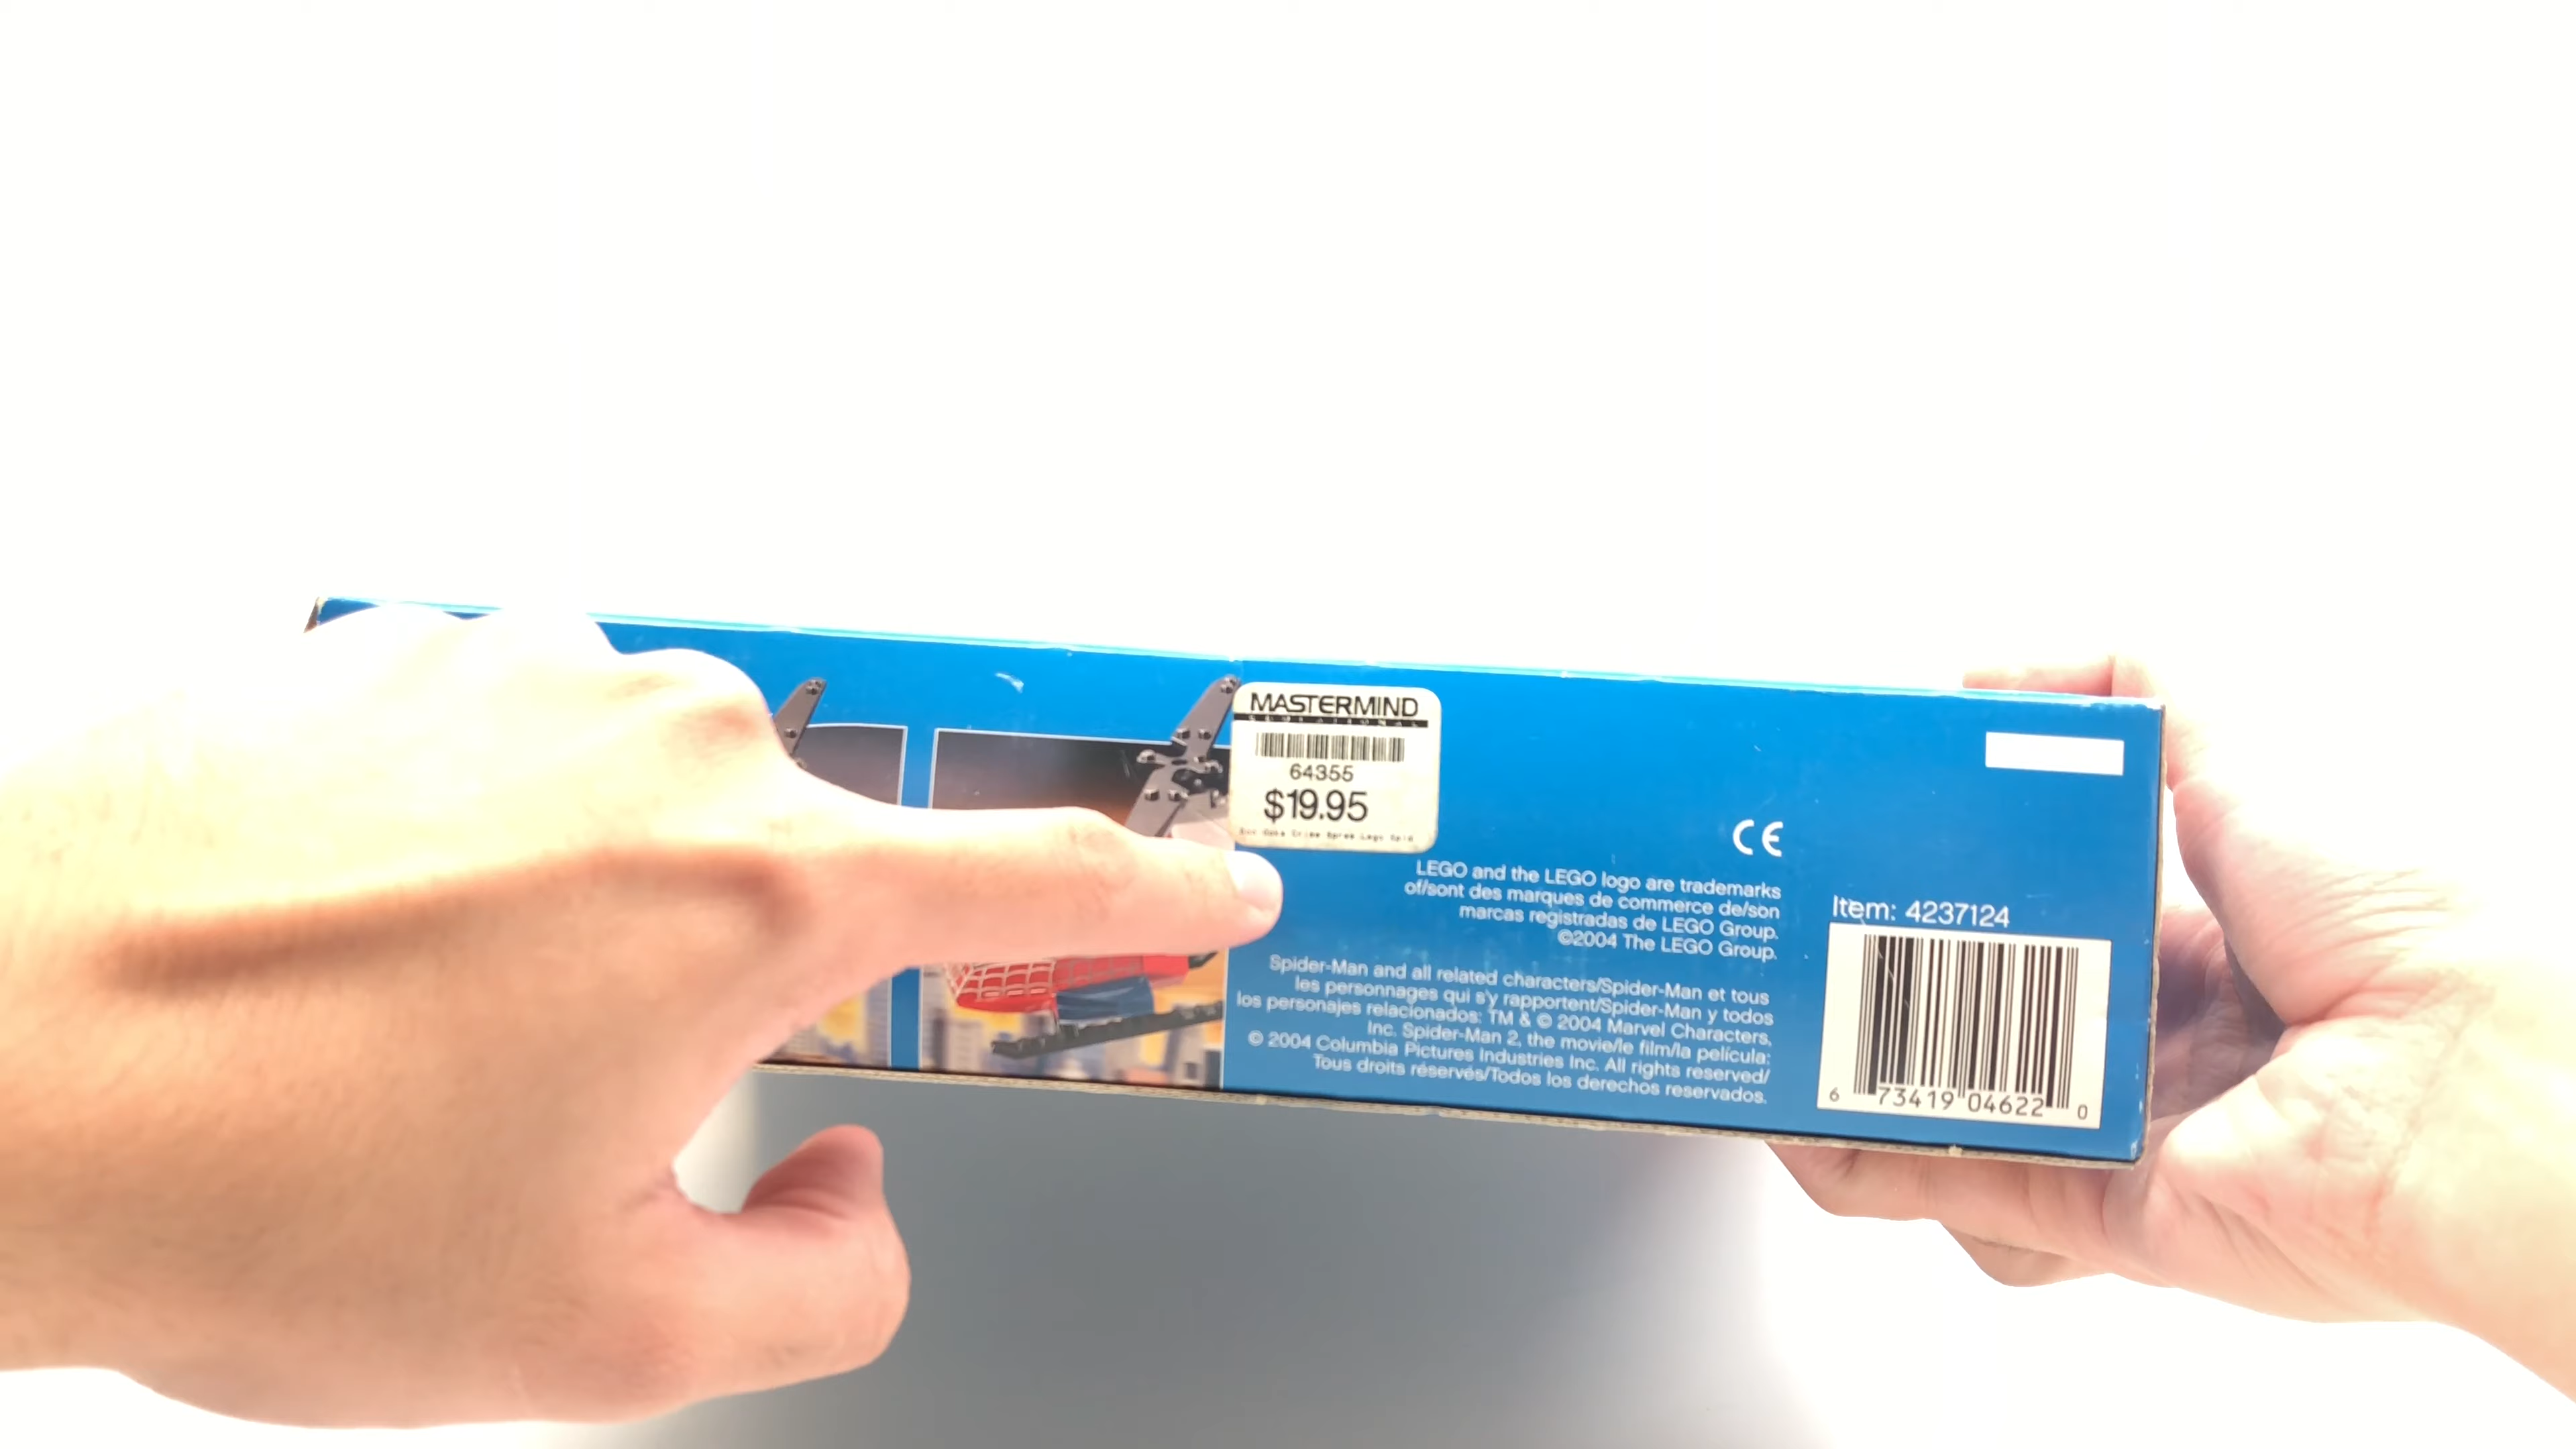 MASTERMIND
EDUCATIONAL
64355
$19.95
CE
LEGO and the LEGO logo are trademarks
of/sont des marques de commerce de/son
marcas registradas de LEGO Group.
©2004 The LEGO Group.
Spider-Man and all related characters/Spider-Man et tous
les personnages qui s'y rapportent/Spider-Man y todos
los personajes relacionados: TM & © 2004 Marvel Characters,
Inc. Spider-Man 2, the movie/le film/la película:
© 2004 Columbia Pictures Industries Inc. All rights reserved/
Tous droits réservés/Todos los derechos reservados.
Item: 4237124
6 73419 04622 0